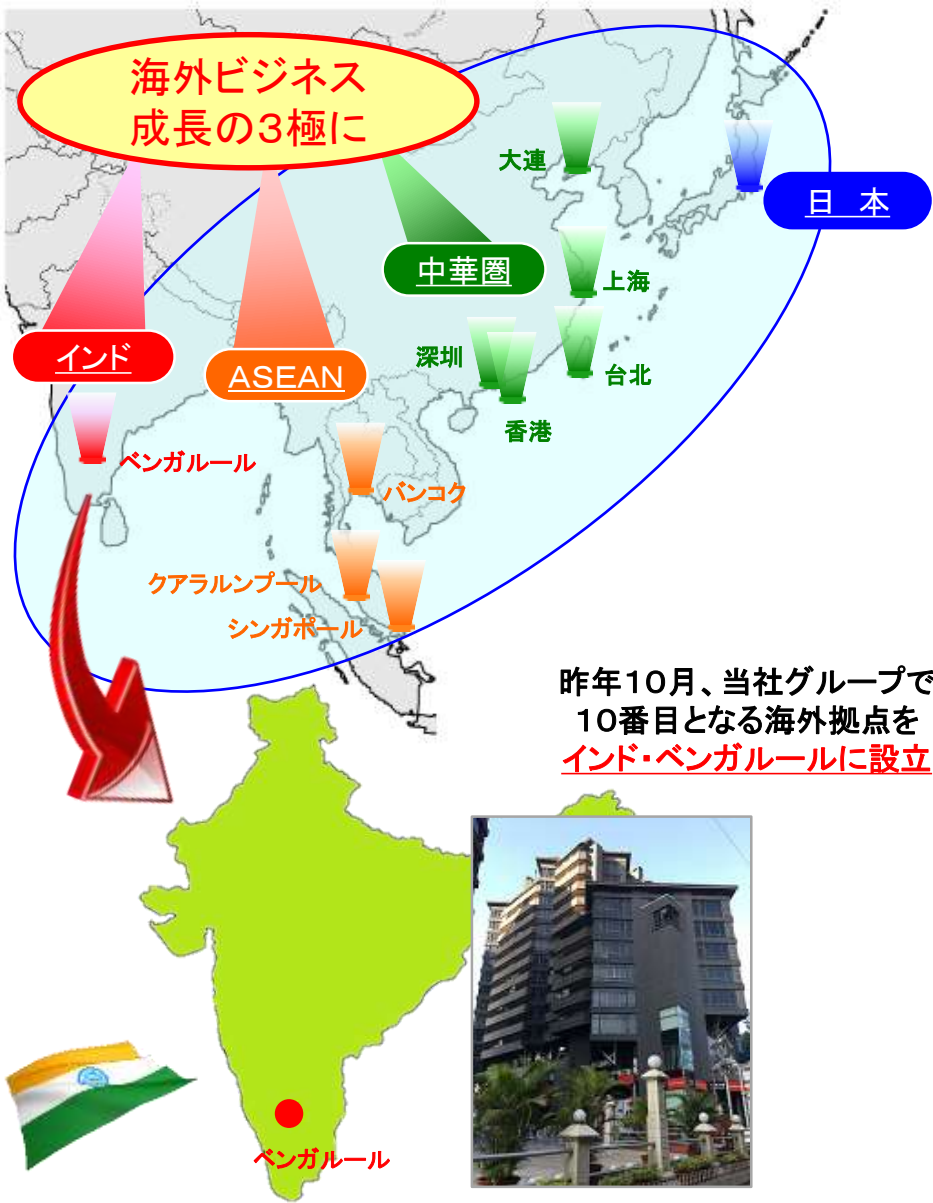 海外ビジネス
成長の3極に
大連
日　本
中華圏
上海
インド
ASEAN
深圳
台北
香港
ベンガルール
バンコク
クアラルンプール
シンガポール
昨年10月、当社グループで
10番目となる海外拠点を
インド・ベンガルールに設立
ベンガルール